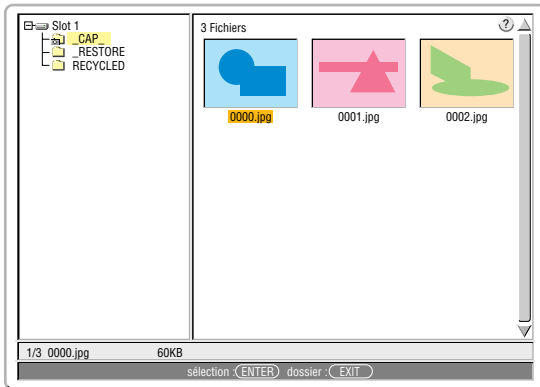 Slot 1
_CAP_
_RESTORE
RECYCLED
3 Fichiers
?
0000.jpg
0001.jpg
0002.jpg
1/3 0000.jpg 60KB
sélection : ENTER dossier : EXIT